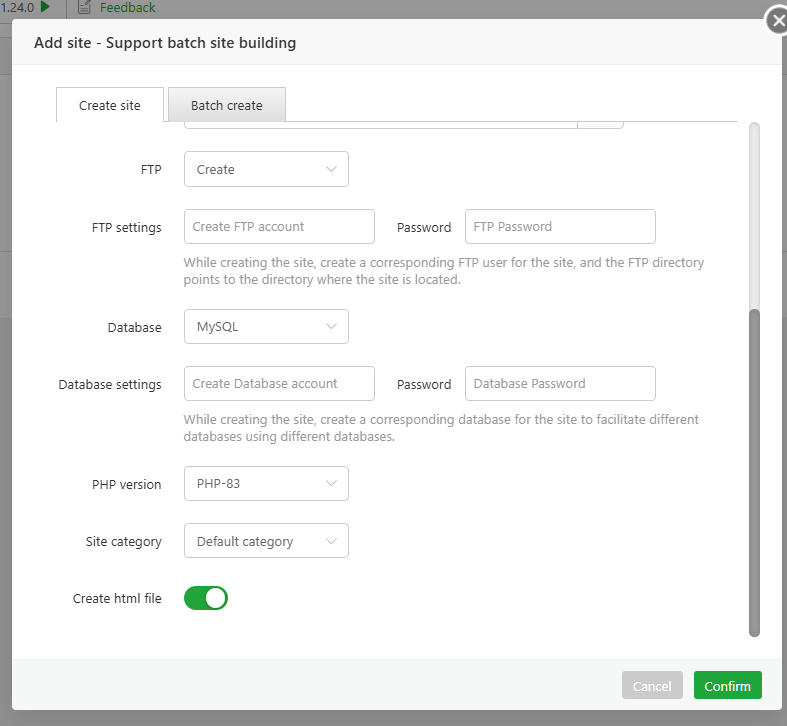 1.24.0
Feedback
Add site - Support batch site building
Create site
Batch create
FTP
Create
FTP settings
Create FTP account
Password
FTP Password
While creating the site, create a corresponding FTP user for the site, and the FTP directory
points to the directory where the site is located.
Database
MySQL
Database settings
Create Database account
Password
Database Password
While creating the site, create a corresponding database for the site to facilitate different
databases using different databases.
PHP version
PHP-83
Site category
Default category
Create html file
Cancel
Confirm